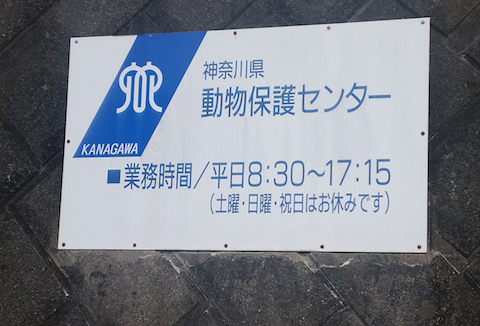 神奈川県
動物保護センター
KANAGAWA
■業務時間/平日8:30~17:15
(土曜・日曜・祝日はお休みです)